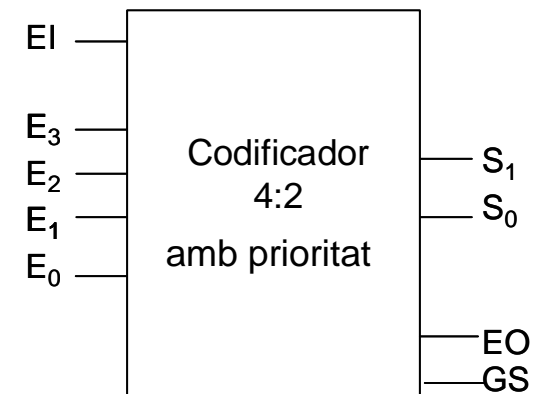 EI
E₃
E₂
E₁
E₀
Codificador
4:2
amb prioritat
S₁
S₀
EO
GS